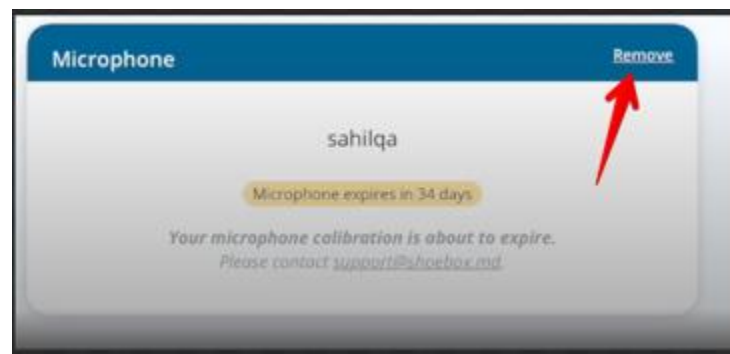 Microphone
Remove
sahilqa
Microphone expires in 34 days
Your microphone calibration is about to expire.
Please contact support@shoebox.md